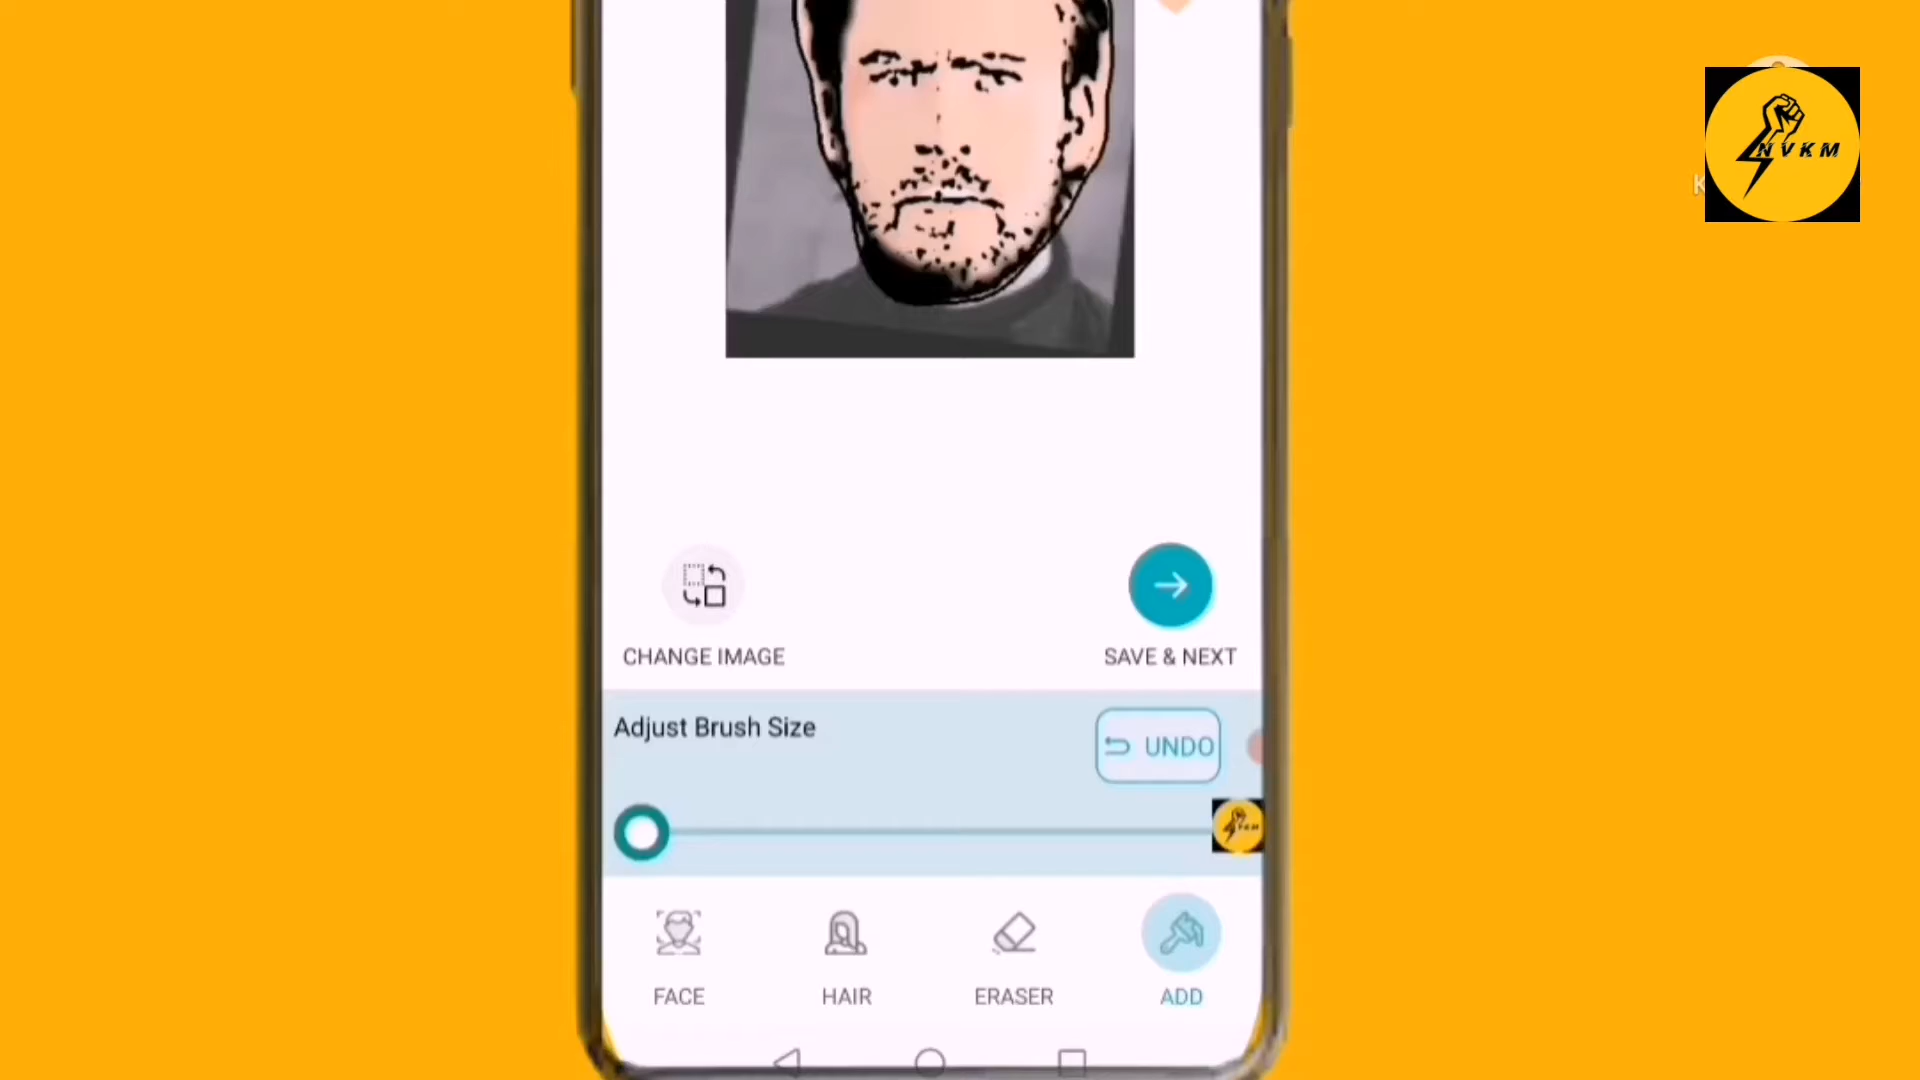 NVKM
K
CHANGE IMAGE
SAVE & NEXT
Adjust Brush Size
UNDO
FACE
HAIR
ERASER
ADD